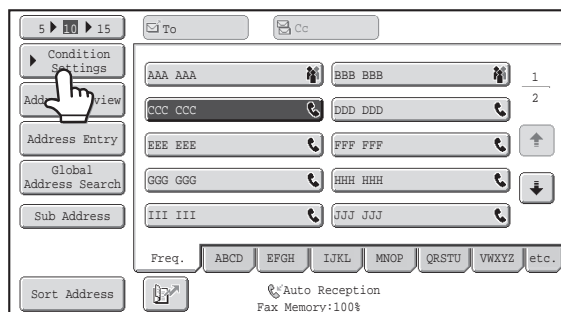 5 10 15
To
Cc
Condition
Settings
Address Entry
Global
Address Search
Sub Address
Sort Address
AAA AAA
BBB BBB
CCC CCC
DDD DDD
EEE EEE
FFF FFF
GGG GGG
HHH HHH
III III
JJJ JJJ
1
2
Freq.
ABCD
EFGH
IJKL
MNOP
QRSTU
VWXYZ
etc.
Auto Reception
Fax Memory:100%